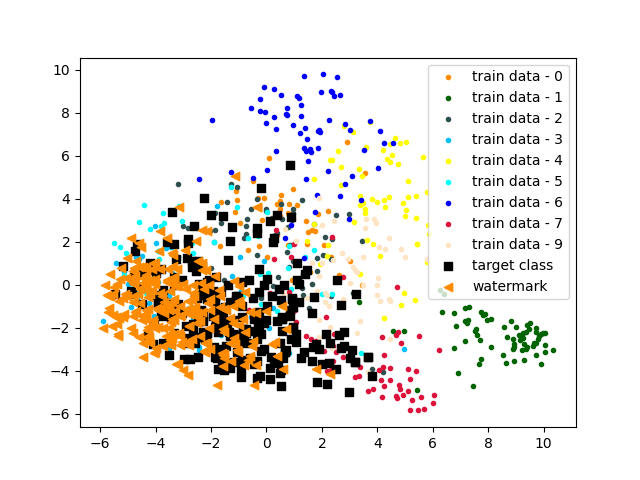 10
8
6
4
2
0
−2
−4
−6
−6 −4 −2 0 2 4 6 8 10
train data - 0
train data - 1
train data - 2
train data - 3
train data - 4
train data - 5
train data - 6
train data - 7
train data - 9
target class
watermark